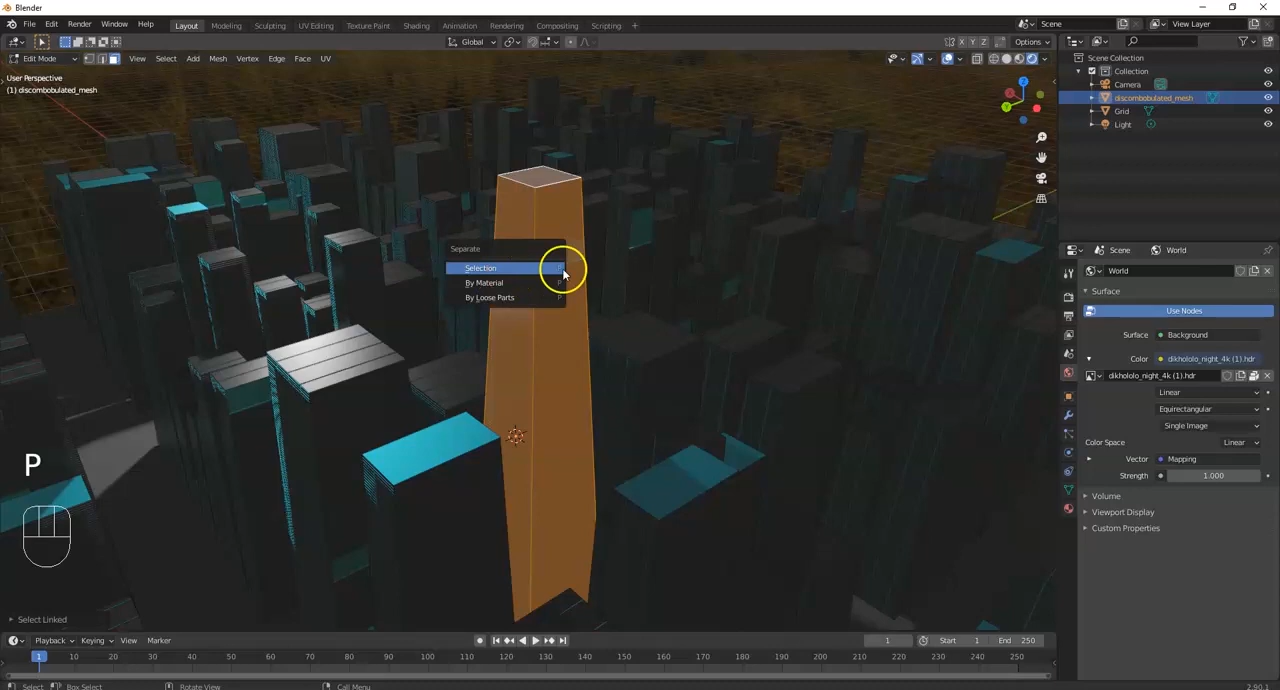 Blender
File Edit Render Window Help
Layout Modeling Sculpting UV Editing Texture Paint Shading Animation Rendering Compositing Scripting +
Scene
View Layer
Global
X Y Z
Options
Edit Mode
View Select Add Mesh Vertex Edge Face UV
User Perspective
(1) discombobulated_mesh
Z
Y
Scene Collection
Collection
Camera
discombobulated_mesh
Grid
Light
Separate
Selection
By Material P
By Loose Parts P
Scene
World
World
Surface
Use Nodes
Surface Background
Color dikhololo_night_4k (1).hdr
dikhololo_night_4k (1).hdr
Linear
Equirectangular
Single Image
Color Space Linear
Vector Mapping
Strength 1.000
Volume
Viewport Display
Custom Properties
P
Select Linked
Playback Keying View Marker
1
Start 1
End 250
1 10 20 30 40 50 60 70 80 90 100 110 120 130 140 150 160 170 180 190 200 210 220 230 240 250
Select
Box Select
Rotate View
Call Menu
2.90.1